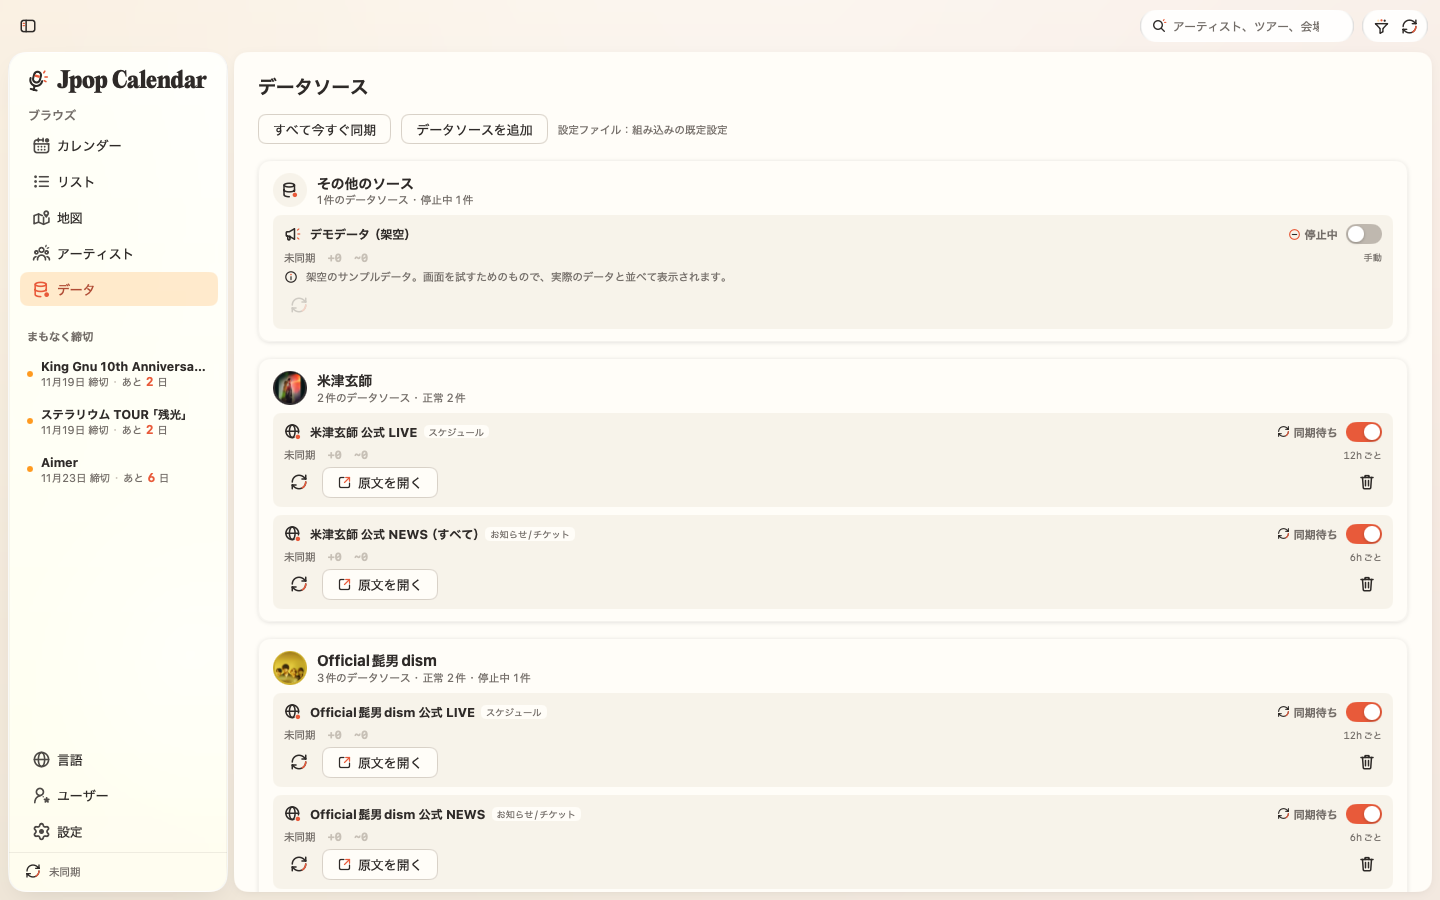 アーティスト、ツアー、会場
Jpop Calendar
ブラウズ
カレンダー
リスト
地図
アーティスト
データ
まもなく締切
King Gnu 10th Anniversa...
11月19日 締切 · あと 2 日
ステラリウム TOUR「残光」
11月19日 締切 · あと 2 日
Aimer
11月23日 締切 · あと 6 日
言語
ユーザー
設定
未同期
データソース
すべて今すぐ同期
データソースを追加
設定ファイル：組み込みの既定設定
その他のソース
1件のデータソース · 停止中 1件
デモデータ（架空）
停止中
未同期 +0 ~0
手動
架空のサンプルデータ。画面を試すためのもので、実際のデータと並べて表示されます。
米津玄師
2件のデータソース · 正常 2件
米津玄師 公式 LIVE スケジュール
同期待ち
未同期 +0 ~0
12hごと
原文を開く
米津玄師 公式 NEWS（すべて） お知らせ/チケット
同期待ち
未同期 +0 ~0
6hごと
原文を開く
Official髭男dism
3件のデータソース · 正常 2件 · 停止中 1件
Official髭男dism 公式 LIVE スケジュール
同期待ち
未同期 +0 ~0
12hごと
原文を開く
Official髭男dism 公式 NEWS お知らせ/チケット
同期待ち
未同期 +0 ~0
6hごと
原文を開く